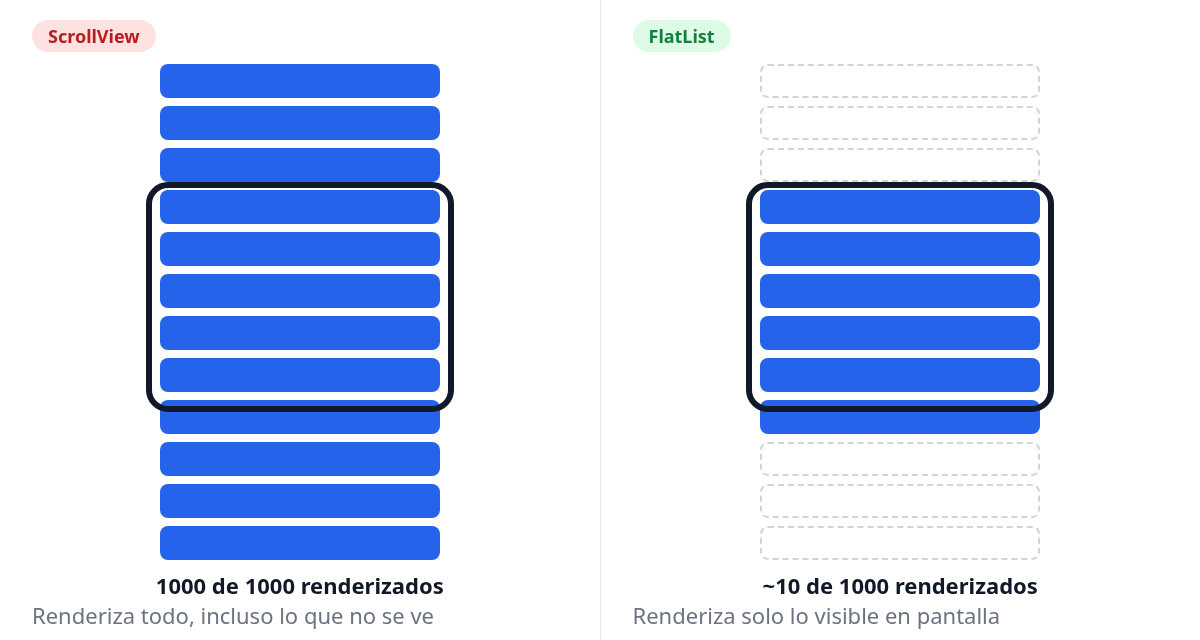 ScrollView
1000 de 1000 renderizados
Renderiza todo, incluso lo que no se ve
FlatList
~10 de 1000 renderizados
Renderiza solo lo visible en pantalla